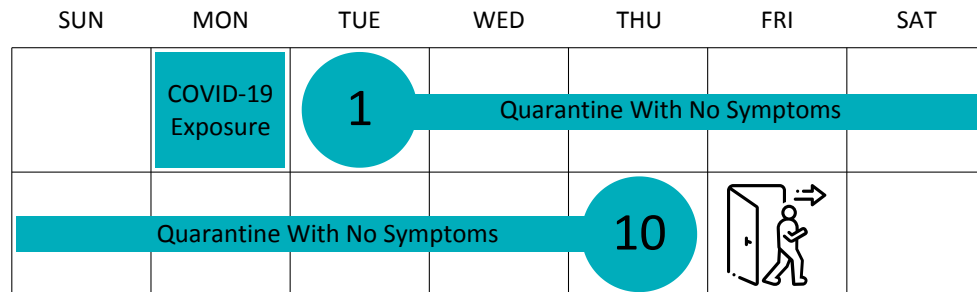 SUN MON TUE WED THU FRI SAT
COVID-19
Exposure
1
Quarantine With No Symptoms
Quarantine With No Symptoms
10